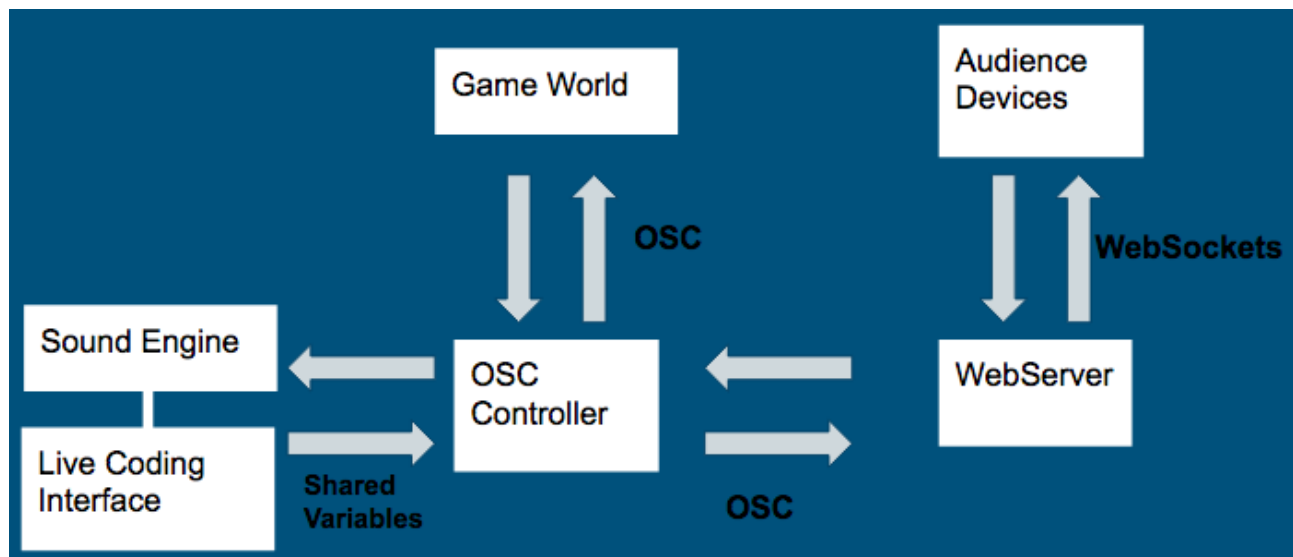 Game World
Audience
Devices
OSC
WebSockets
Sound Engine
OSC
Controller
WebServer
Live Coding
Interface
Shared
Variables
OSC